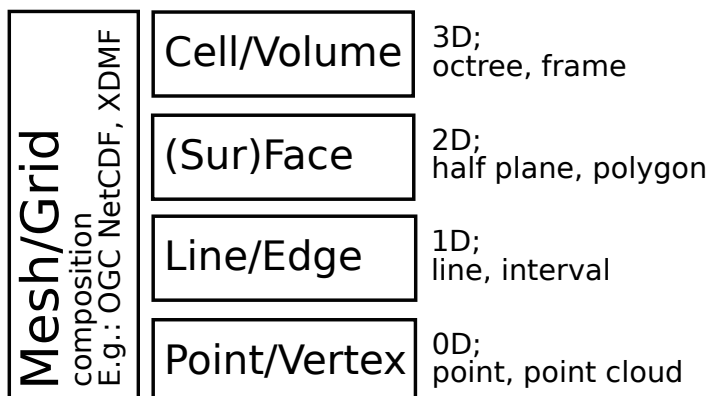 Mesh/Grid
composition
E.g.: OGC NetCDF, XDMF
Cell/Volume
3D;
octree, frame
(Sur)Face
2D;
half plane, polygon
Line/Edge
1D;
line, interval
Point/Vertex
0D;
point, point cloud